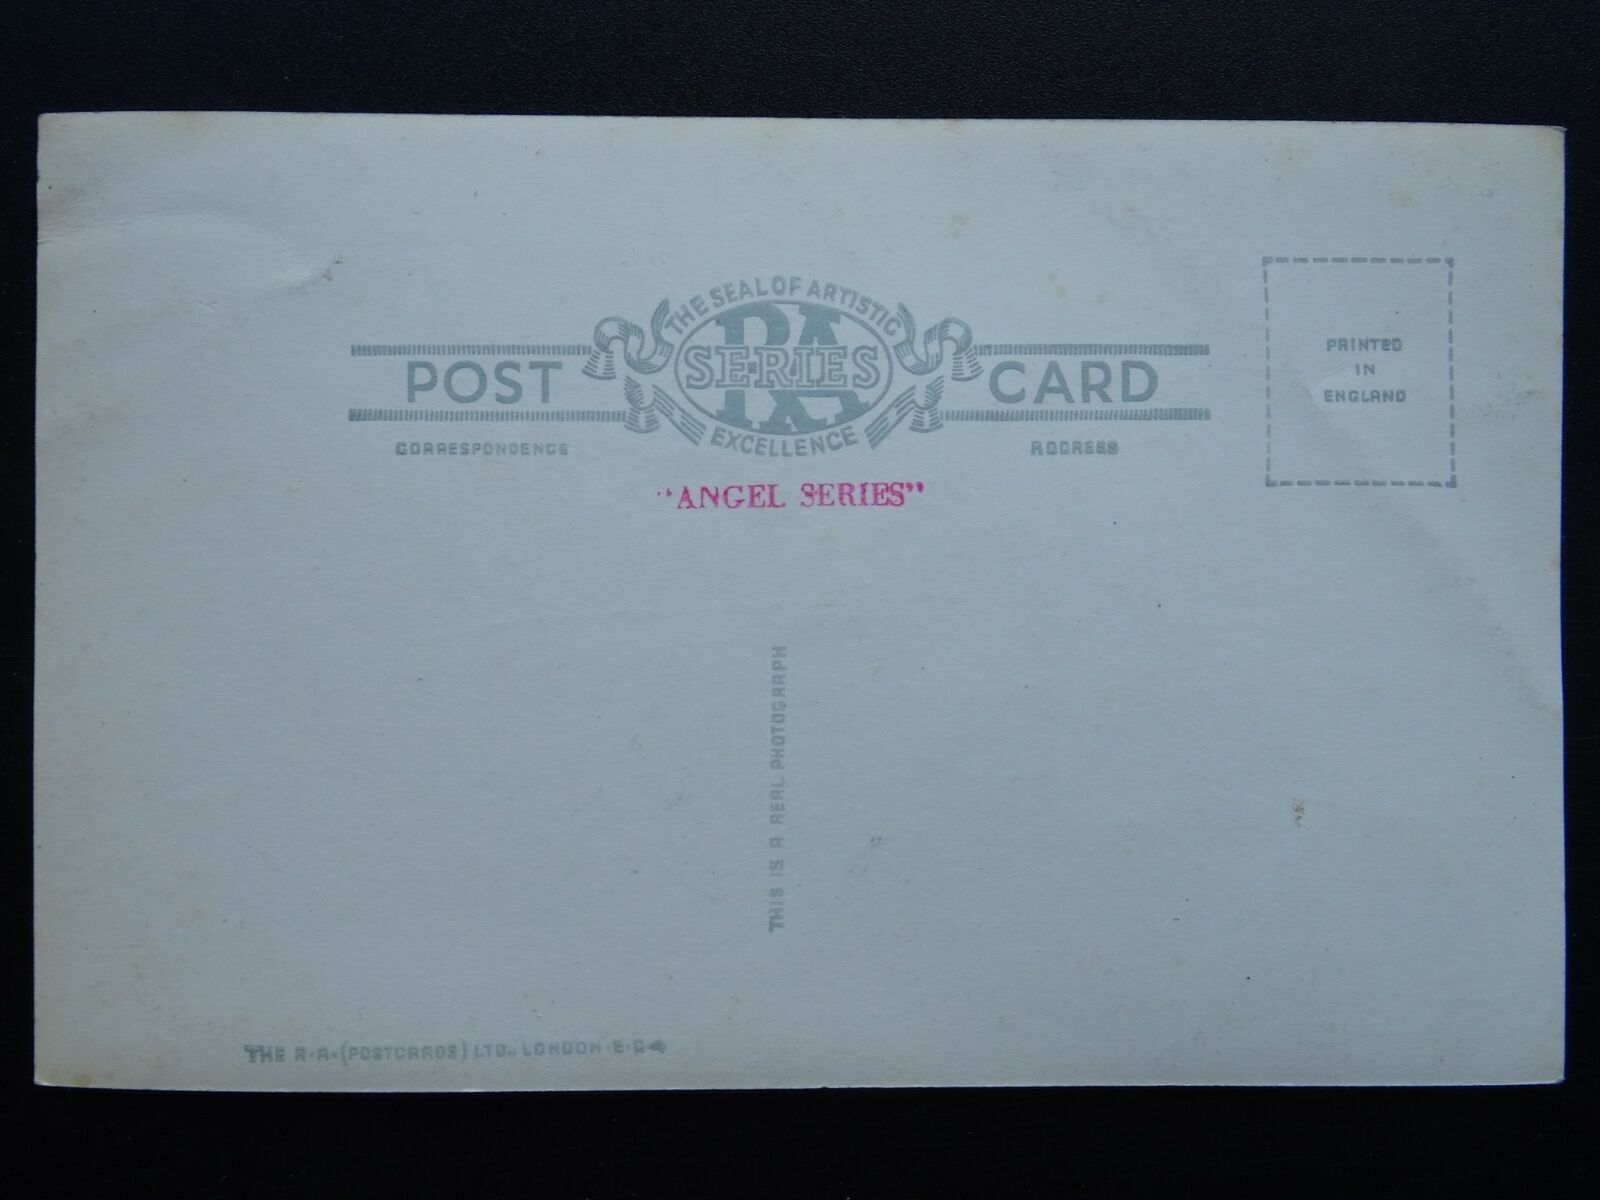 THE SEAL OF ARTISTIC
RA
SERIES
EXCELLENCE
POST CARD
CORRESPONDENCE
ADDRESS
PRINTED
IN
ENGLAND
"ANGEL SERIES"
THIS IS A REAL PHOTOGRAPH
THE R.A. (POSTCARDS) LTD., LONDON E.C.4